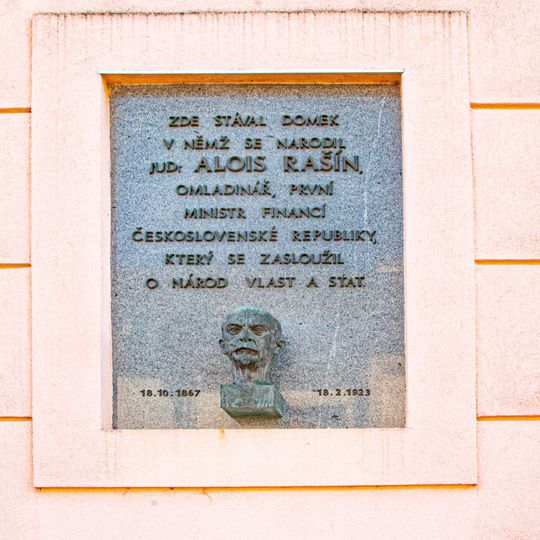 ZDE STÁVAL DOMEK
V NĚMŽ SE NARODIL
JUDr ALOIS RAŠÍN,
OMLADINÁŘ, PRVNÍ
MINISTR FINANCÍ
ČESKOSLOVENSKÉ REPUBLIKY,
KTERÝ SE ZASLOUŽIL
O NÁROD VLAST A STÁT.
18.10.1867 18.2.1923